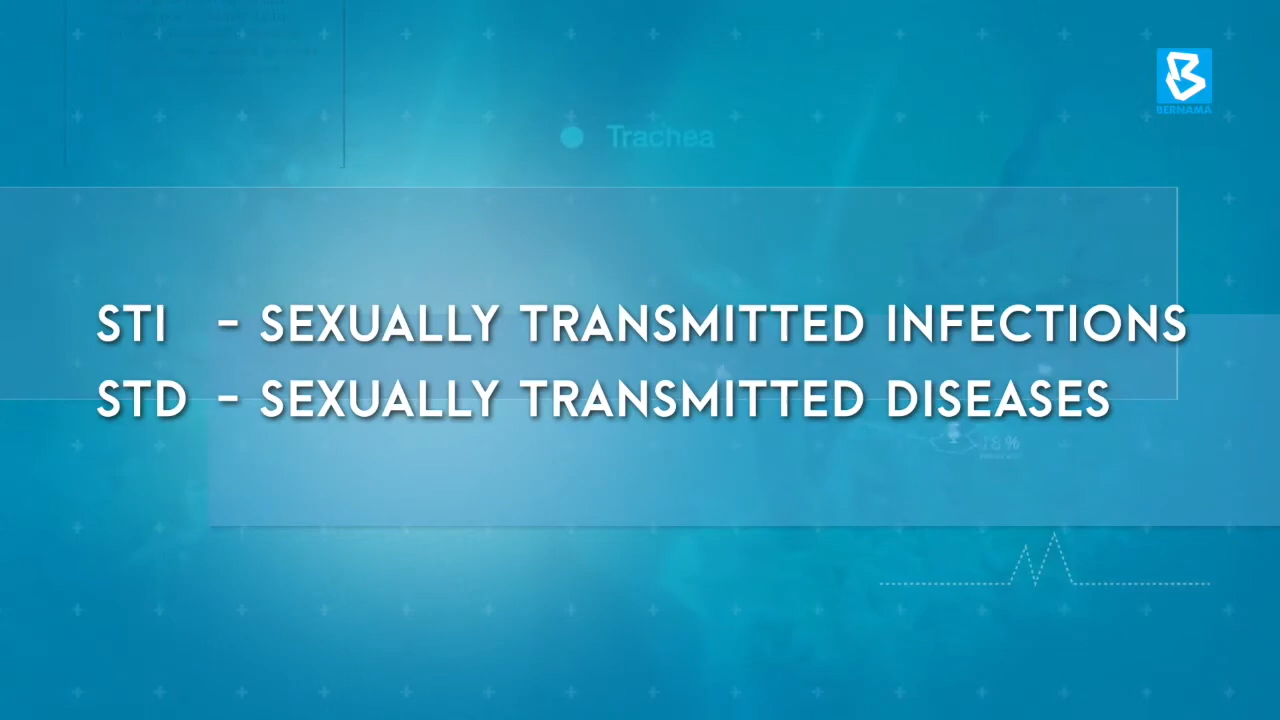 BERNAMA
Trachea
STI - SEXUALLY TRANSMITTED INFECTIONS
STD - SEXUALLY TRANSMITTED DISEASES